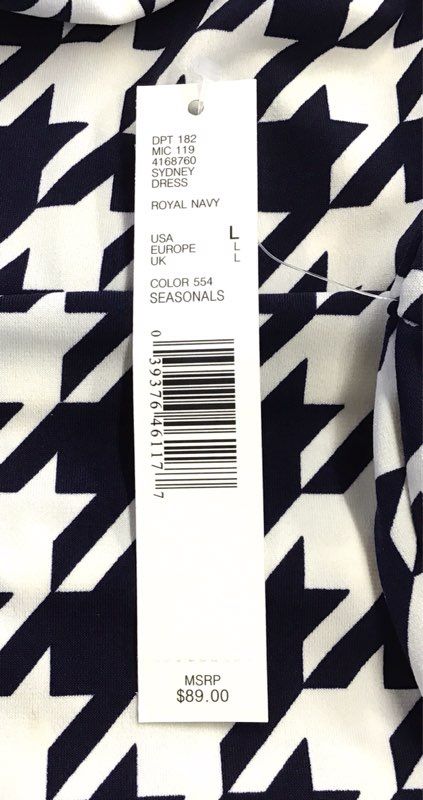 DPT 182
MIC 119
4168760
SYDNEY
DRESS
ROYAL NAVY
USA L
EUROPE L
UK L
COLOR 554
SEASONALS
0 39376 46117 7
MSRP
$89.00